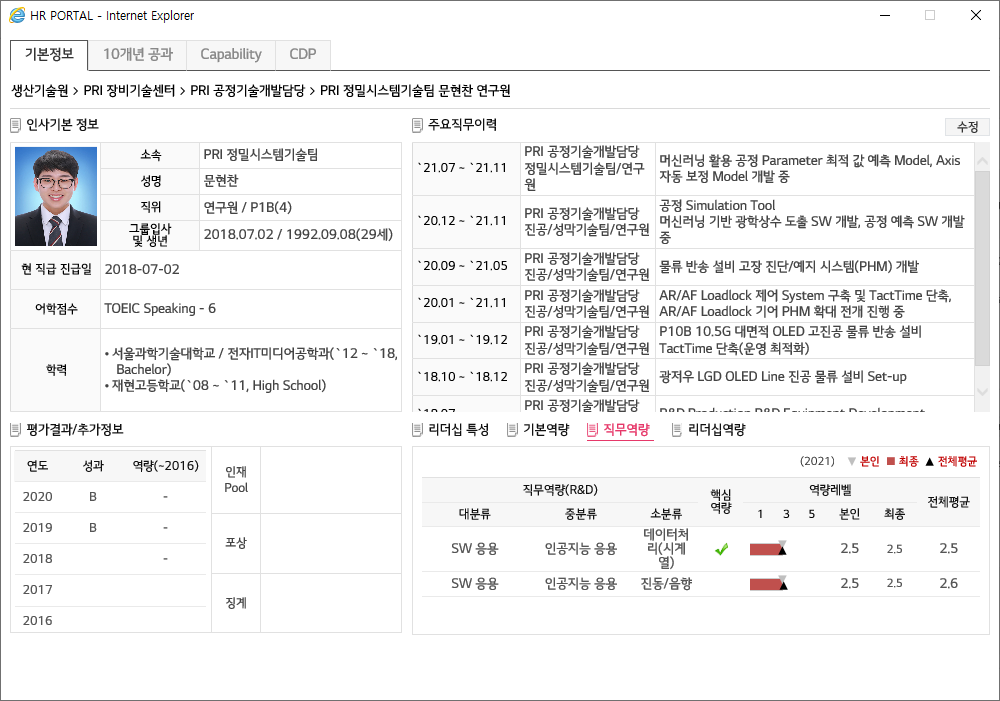 HR PORTAL - Internet Explorer
기본정보 10개년 공과 Capability CDP
생산기술원 > PRI 장비기술센터 > PRI 공정기술개발담당 > PRI 정밀시스템기술팀 문현찬 연구원
인사기본 정보
소속 PRI 정밀시스템기술팀
성명 문현찬
직위 연구원 / P1B(4)
그룹입사
및 생년 2018.07.02 / 1992.09.08(29세)
현 직급 진급일 2018-07-02
어학점수 TOEIC Speaking - 6
학력
• 서울과학기술대학교 / 전자IT미디어공학과(`12 ~ `18,
Bachelor)
• 재현고등학교(`08 ~ `11, High School)
주요직무이력 수정
`21.07 ~ `21.11
PRI 공정기술개발담당
정밀시스템기술팀/연구
원
머신러닝 활용 공정 Parameter 최적 값 예측 Model, Axis
자동 보정 Model 개발 중
`20.12 ~ `21.11
PRI 공정기술개발담당
진공/성막기술팀/연구원
공정 Simulation Tool
머신러닝 기반 광학상수 도출 SW 개발, 공정 예측 SW 개발
중
`20.09 ~ `21.05
PRI 공정기술개발담당
진공/성막기술팀/연구원
물류 반송 설비 고장 진단/예지 시스템(PHM) 개발
`20.01 ~ `21.11
PRI 공정기술개발담당
진공/성막기술팀/연구원
AR/AF Loadlock 제어 System 구축 및 TactTime 단축,
AR/AF Loadlock 기어 PHM 확대 전개 진행 중
`19.01 ~ `19.12
PRI 공정기술개발담당
진공/성막기술팀/연구원
P10B 10.5G 대면적 OLED 고진공 물류 반송 설비
TactTime 단축(운영 최적화)
`18.10 ~ `18.12
PRI 공정기술개발담당
진공/성막기술팀/연구원
광저우 LGD OLED Line 진공 물류 설비 Set-up
`18.07
PRI 공정기술개발담당
R&D Production R&D Equipment Development
평가결과/추가정보
연도 성과 역량(~2016)
2020 B -
2019 B -
2018 -
2017
2016
인재
Pool
포상
징계
리더십 특성 기본역량 직무역량 리더십역량
(2021) ▼ 본인 ■ 최종 ▲ 전체평균
직무역량(R&D) 핵심
역량 역량레벨 전체평균
대분류 중분류 소분류 1 3 5 본인 최종
SW 응용 인공지능 응용 데이터처
리(시계
열) 2.5 2.5 2.5
SW 응용 인공지능 응용 진동/음향 2.5 2.5 2.6